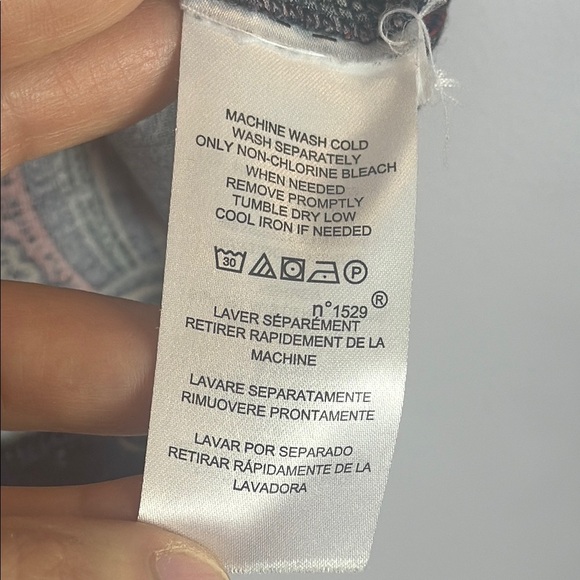 MACHINE WASH COLD
WASH SEPARATELY
ONLY NON-CHLORINE BLEACH
WHEN NEEDED
REMOVE PROMPTLY
TUMBLE DRY LOW
COOL IRON IF NEEDED
30 P
n°1529 ®
LAVER SÉPARÉMENT
RETIRER RAPIDEMENT DE LA
MACHINE
LAVARE SEPARATAMENTE
RIMUOVERE PRONTAMENTE
LAVAR POR SEPARADO
RETIRAR RÁPIDAMENTE DE LA
LAVADORA